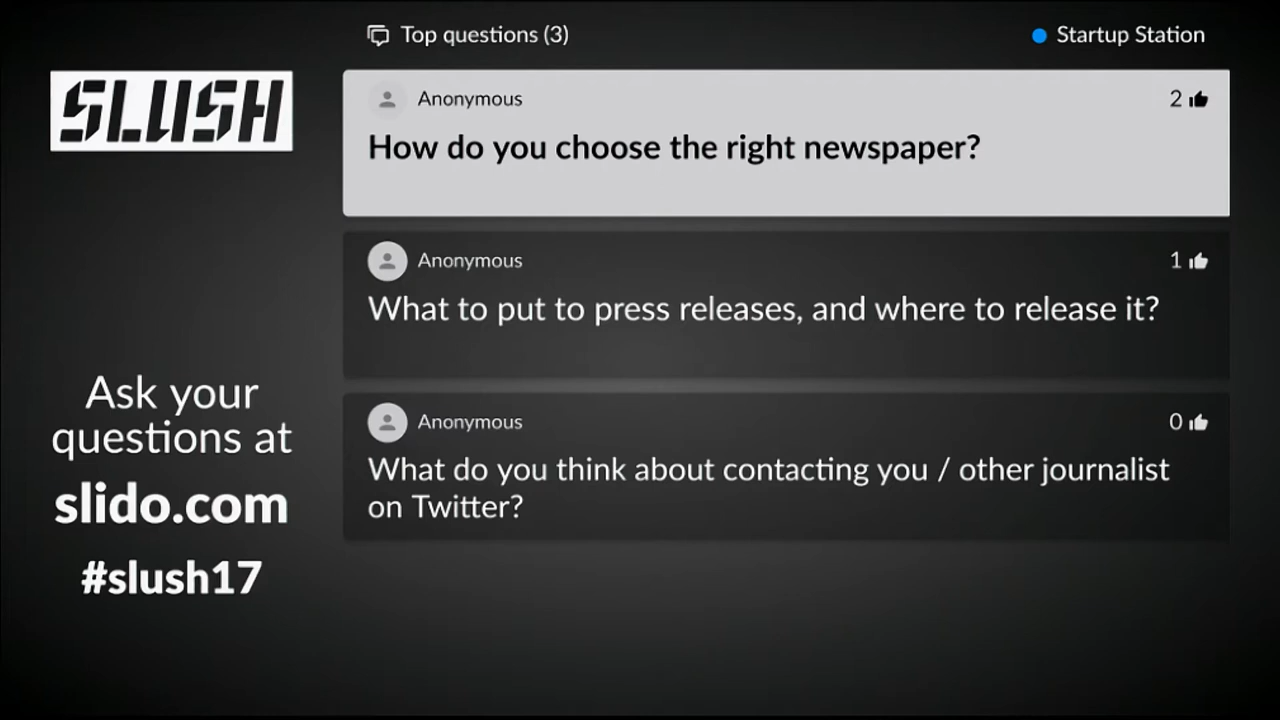 Top questions (3)
Startup Station
SLUSH
Anonymous
2
How do you choose the right newspaper?
Anonymous
1
What to put to press releases, and where to release it?
Anonymous
0
What do you think about contacting you / other journalist
on Twitter?
Ask your
questions at
slido.com
#slush17